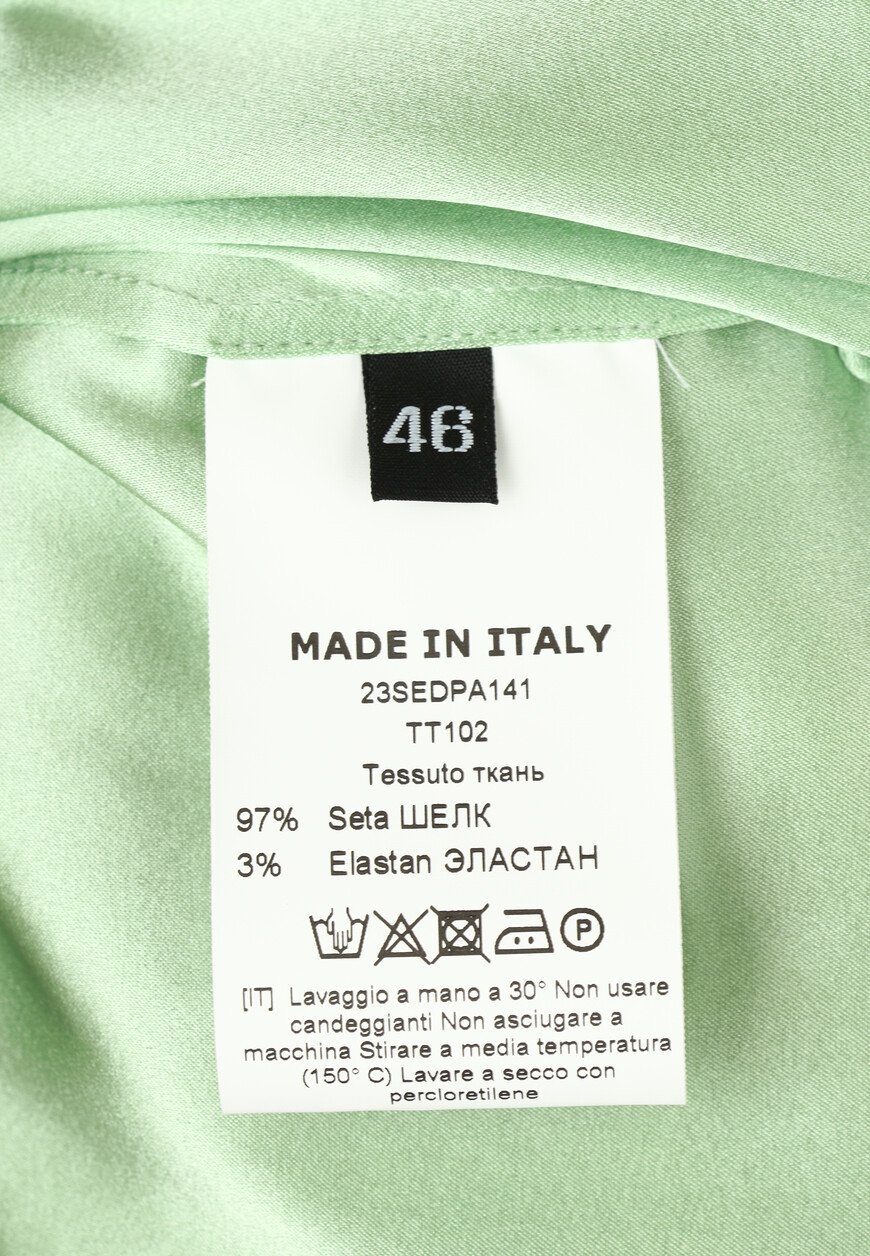 46
MADE IN ITALY
23SEDPA141
TT102
Tessuto ткань
97% Seta ШЕЛК
3% Elastan ЭЛАСТАН
P
[IT] Lavaggio a mano a 30° Non usare
candeggianti Non asciugare a
macchina Stirare a media temperatura
(150° C) Lavare a secco con
percloretilene